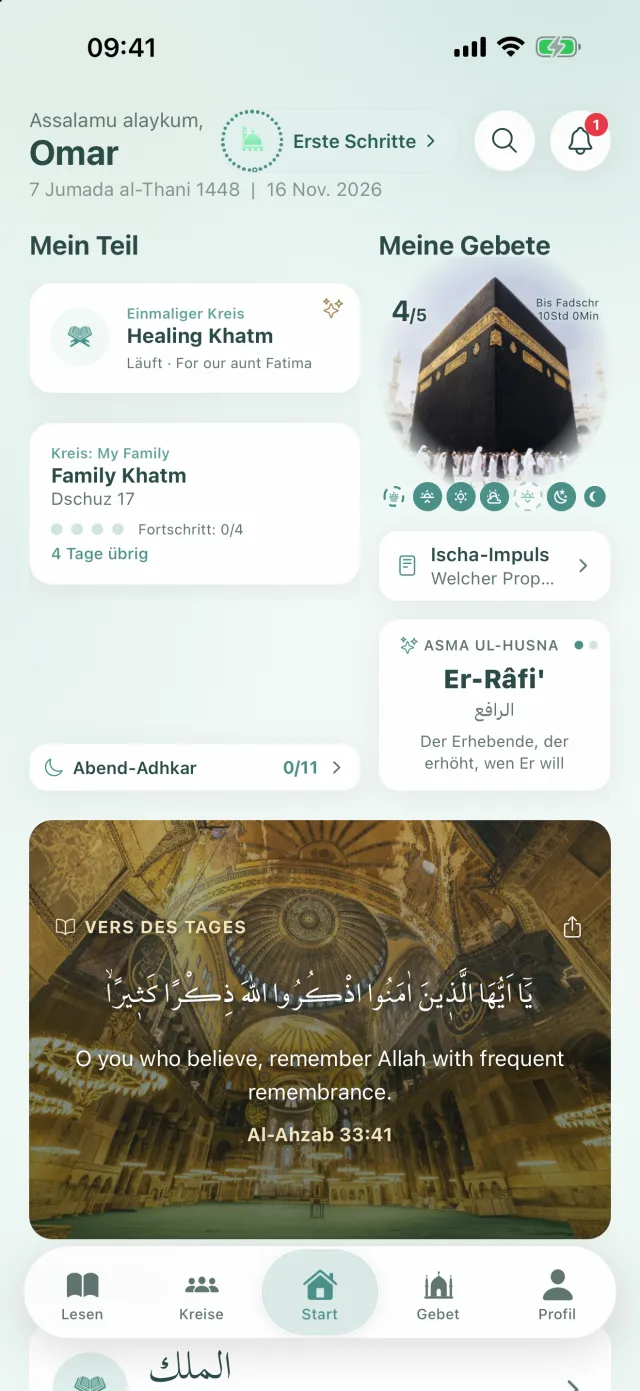 09:41
Assalamu alaykum,
Omar
Erste Schritte
1
7 Jumada al-Thani 1448 | 16 Nov. 2026
Mein Teil
Einmaliger Kreis
Healing Khatm
Läuft · For our aunt Fatima
Kreis: My Family
Family Khatm
Dschuz 17
Fortschritt: 0/4
4 Tage übrig
Abend-Adhkar 0/11
Meine Gebete
4/5
Bis Fadschr
10Std 0Min
Ischa-Impuls
Welcher Prop...
ASMA UL-HUSNA
Er-Râfi'
الرافع
Der Erhebende, der
erhöht, wen Er will
VERS DES TAGES
يَٓا اَيُّهَا الَّذ۪ينَ اٰمَنُوا اذْكُرُوا اللّٰهَ ذِكْرًا كَث۪يرًاۙ
O you who believe, remember Allah with frequent
remembrance.
Al-Ahzab 33:41
Lesen
Kreise
Start
Gebet
Profil
الملك